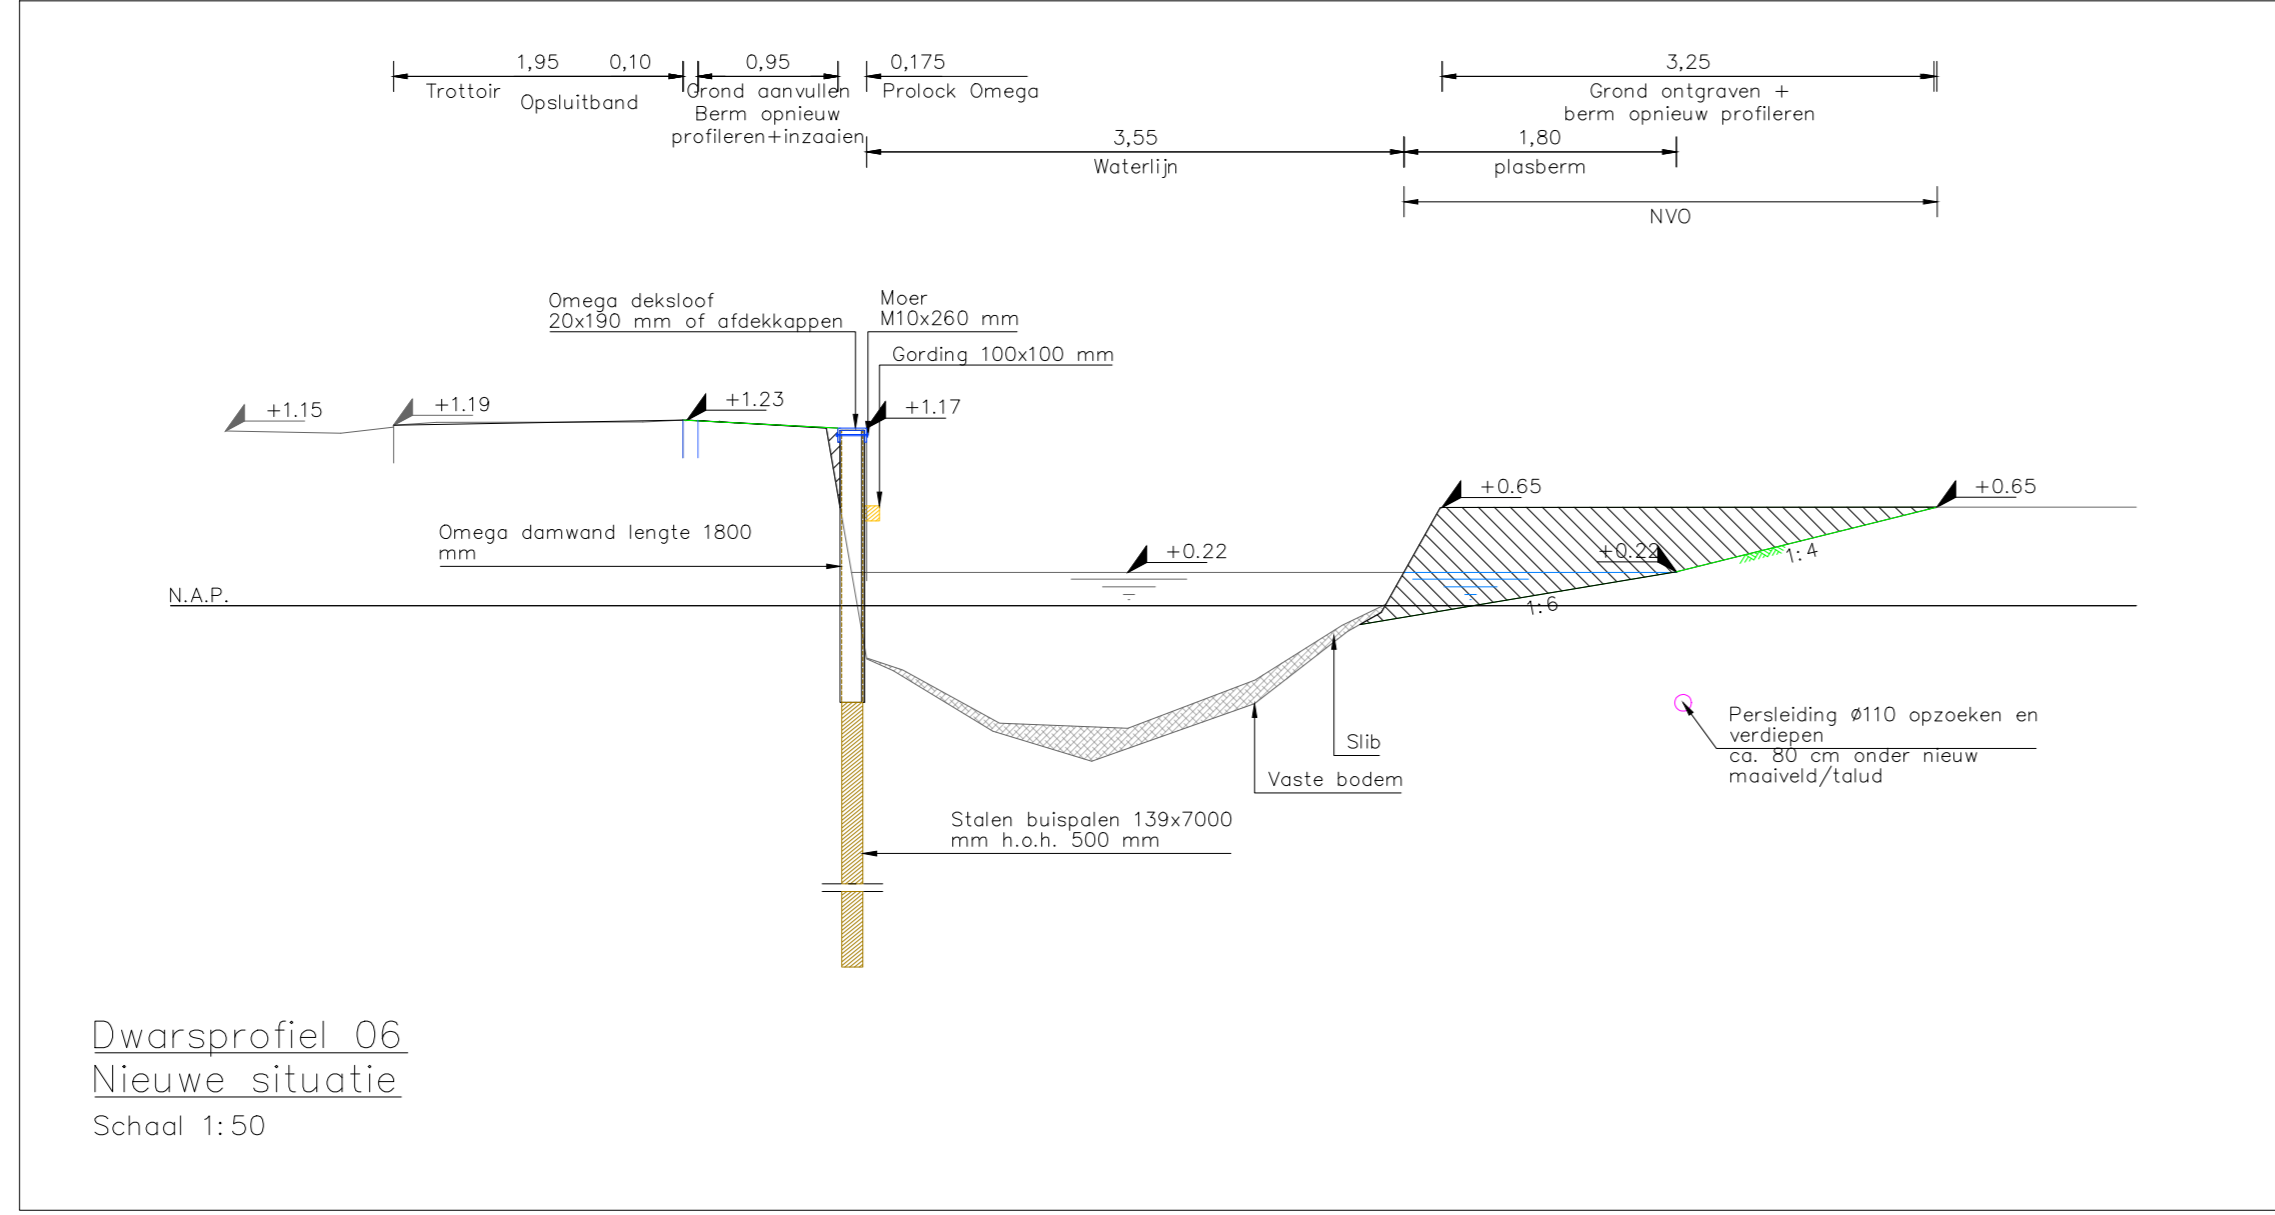 1,95 0,10 0,95 0,175 3,25
Trottoir
Opsluitband
Grond aanvullen
Berm opnieuw
profileren+inzaaien
Prolock Omega
Grond ontgraven +
berm opnieuw profileren
3,55
Waterlijn
1,80
plasberm
NVO
Omega deksloof
20x190 mm of afdekkappen
Moer
M10x260 mm
Gording 100x100 mm
+1.15
+1.19
+1.23
+1.17
+0.65
+0.65
Omega damwand lengte 1800
mm
+0.22
+0.22
1:4
N.A.P.
1:6
Slib
Vaste bodem
Persleiding ø110 opzoeken en
verdiepen
ca. 80 cm onder nieuw
maaiveld/talud
Stalen buispalen 139x7000
mm h.o.h. 500 mm
Dwarsprofiel 06
Nieuwe situatie
Schaal 1:50